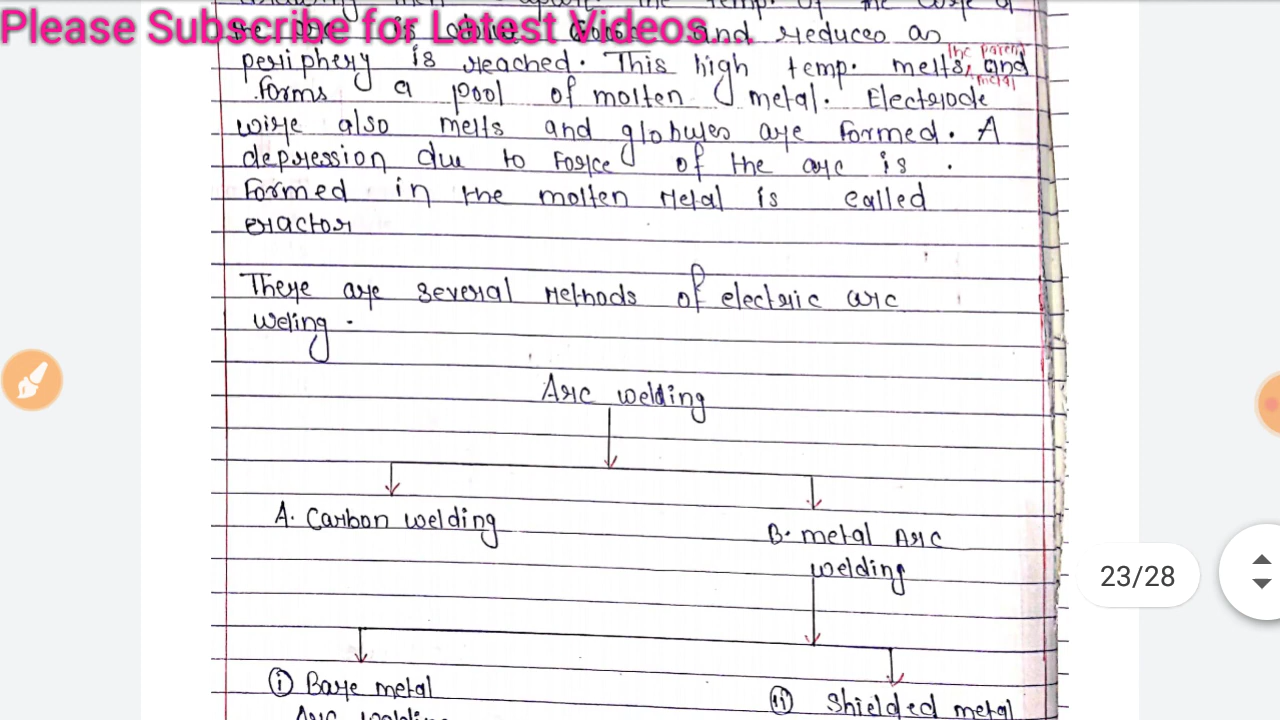 Please Subscribe for Latest Videos...
and reduces as
periphery is reached. This high temp. melts, the parent metal and
forms a pool of molten metal. Electrode
wire also melts and globules are formed. A
depression due to force of the arc is .
formed in the molten Metal is called
eractor
There are several Methods of electric arc
weling.
Arc welding
A. Carbon welding
B. metal Arc
welding
23/28
(i) Bare metal
Arc welding
(ii) Shielded metal